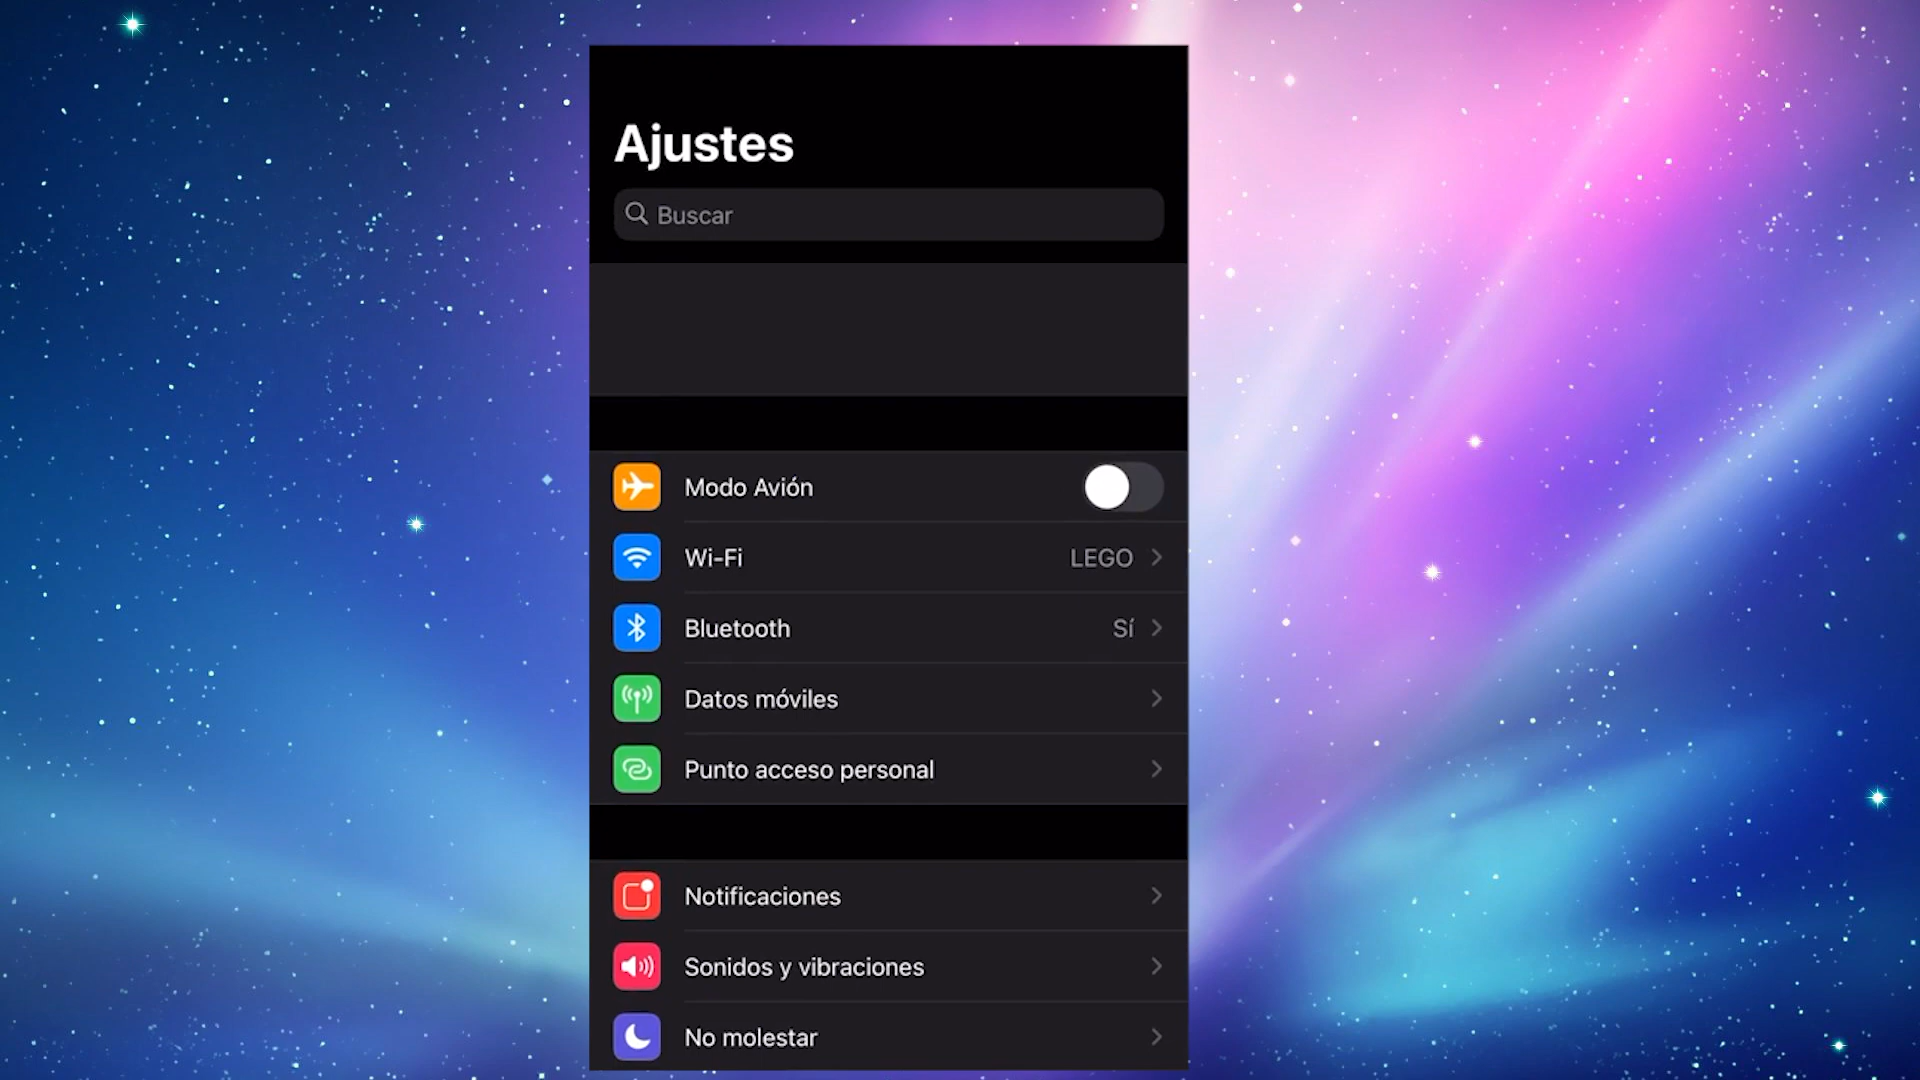 Ajustes
Buscar
Modo Avión
Wi-Fi LEGO
Bluetooth Sí
Datos móviles
Punto acceso personal
Notificaciones
Sonidos y vibraciones
No molestar